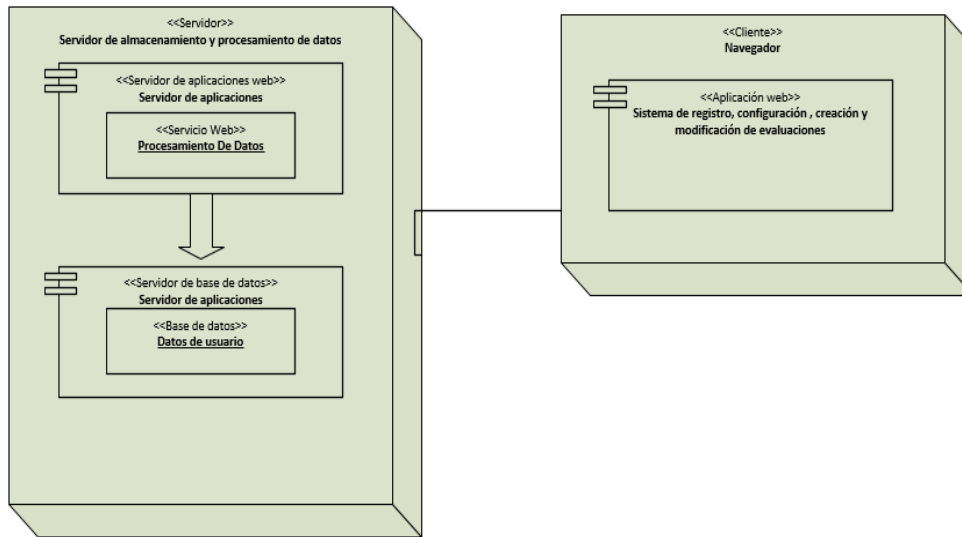 <<Servidor>>
Servidor de almacenamiento y procesamiento de datos
<<Servidor de aplicaciones web>>
Servidor de aplicaciones
<<Servicio Web>>
Procesamiento De Datos
<<Servidor de base de datos>>
Servidor de aplicaciones
<<Base de datos>>
Datos de usuario
<<Cliente>>
Navegador
<<Aplicación web>>
Sistema de registro, configuración , creación y
modificación de evaluaciones